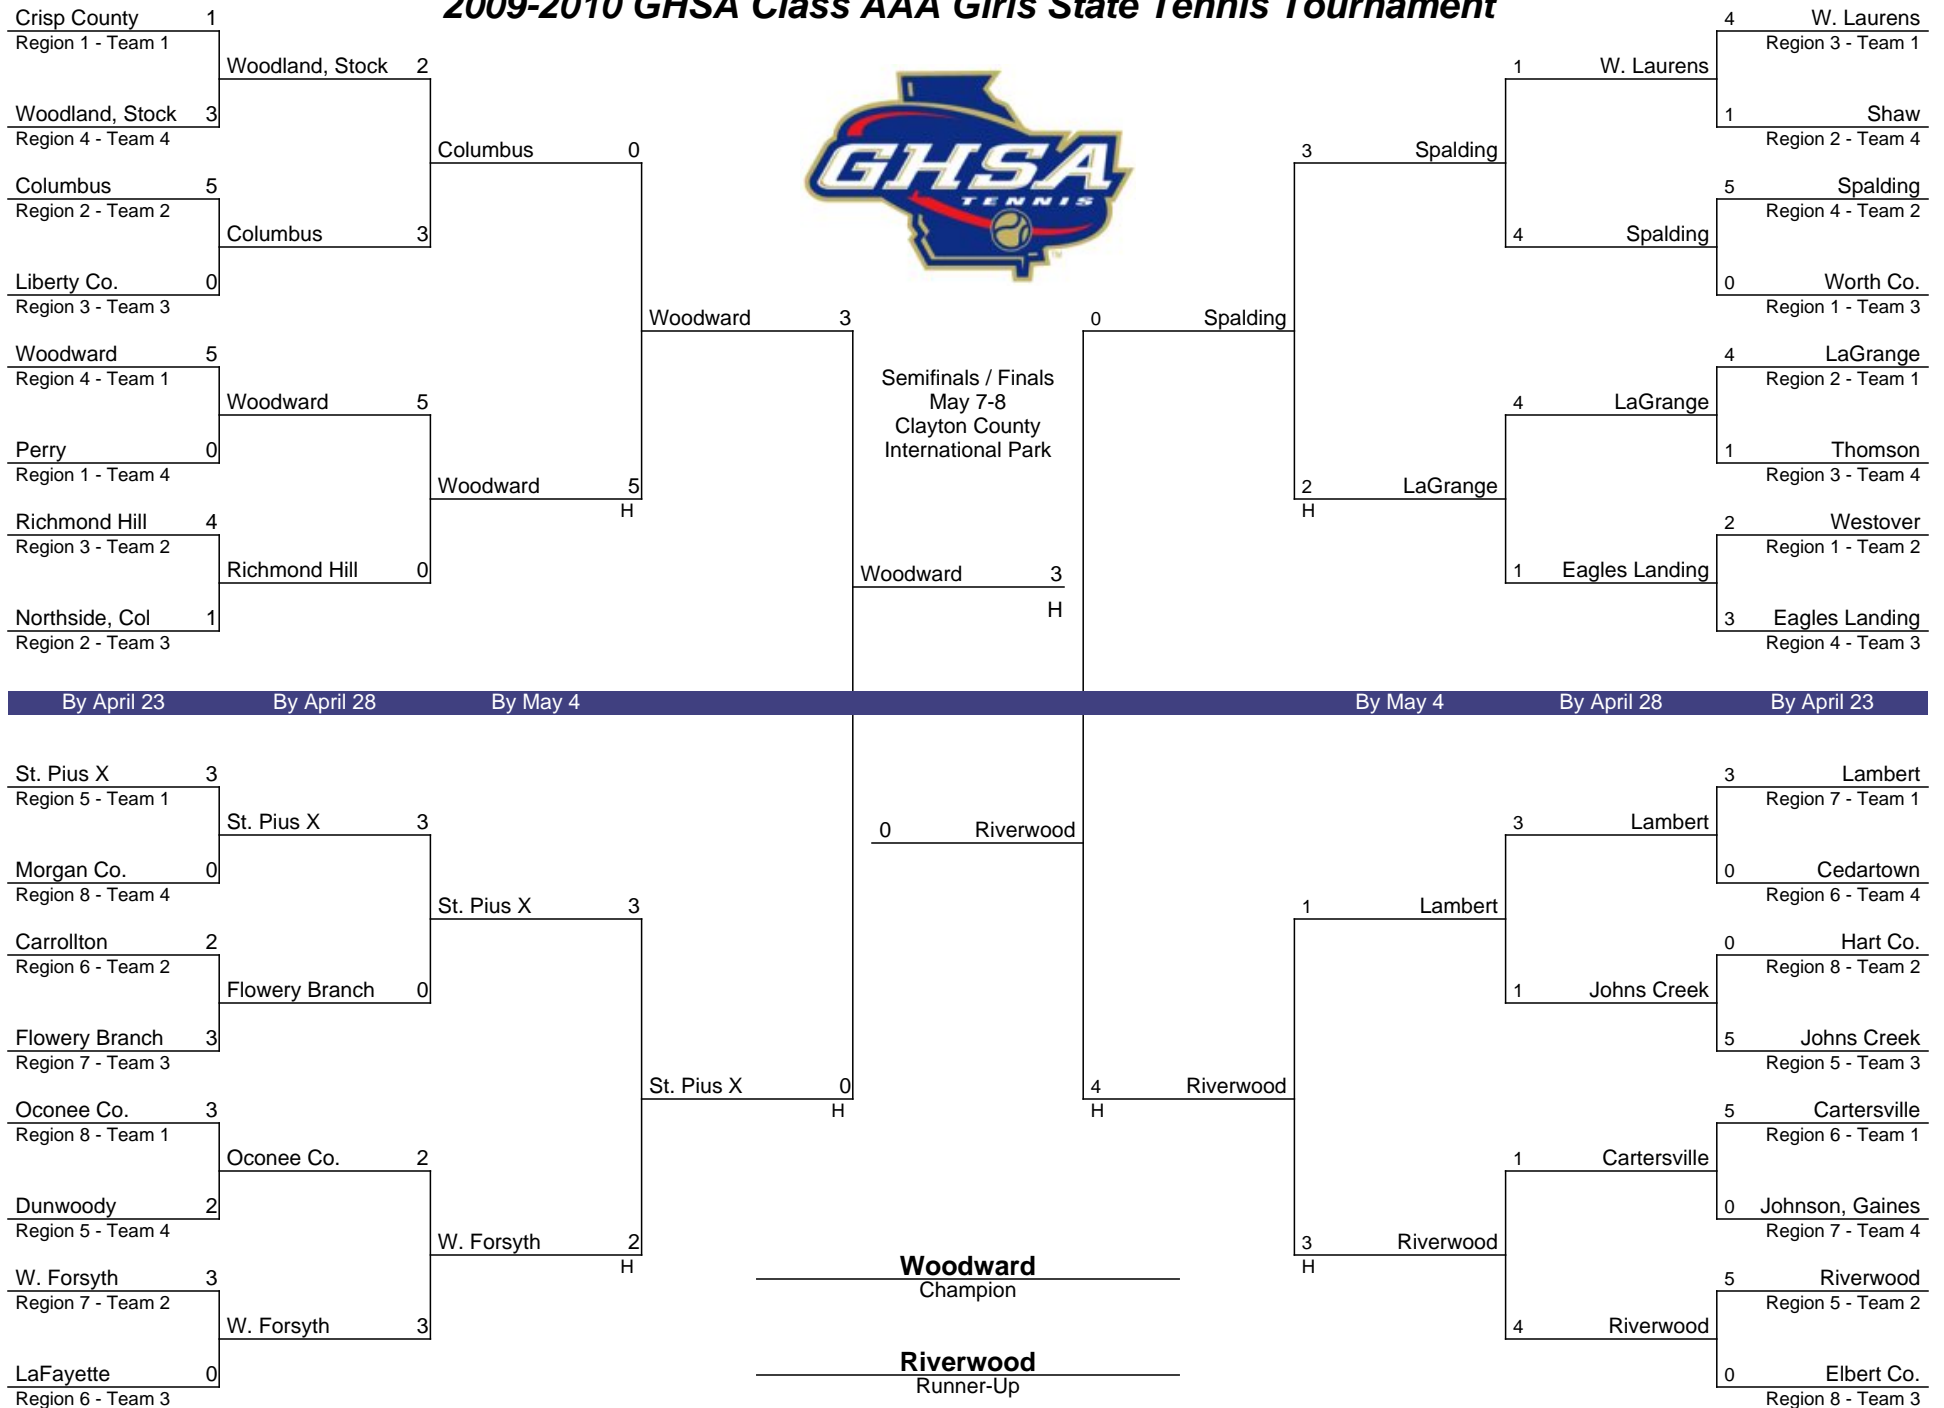 2009-2010 GHSA Class AAA Girls State Tennis Tournament
Crisp County 1
Region 1 - Team 1
Woodland, Stock 2
Woodland, Stock 3
Region 4 - Team 4
Columbus 0
Columbus 5
Region 2 - Team 2
Columbus 3
Liberty Co. 0
Region 3 - Team 3
Woodward 3
Woodward 5
Region 4 - Team 1
Woodward 5
Perry 0
Region 1 - Team 4
Woodward 5
H
Richmond Hill 4
Region 3 - Team 2
Richmond Hill 0
Northside, Col 1
Region 2 - Team 3
GHSA
TENNIS
TM
Semifinals / Finals
May 7-8
Clayton County
International Park
Woodward 3
H
4 W. Laurens
Region 3 - Team 1
1 W. Laurens
1 Shaw
Region 2 - Team 4
3 Spalding
5 Spalding
Region 4 - Team 2
4 Spalding
0 Worth Co.
Region 1 - Team 3
0 Spalding
4 LaGrange
Region 2 - Team 1
4 LaGrange
1 Thomson
Region 3 - Team 4
2 LaGrange
H
2 Westover
Region 1 - Team 2
1 Eagles Landing
3 Eagles Landing
Region 4 - Team 3
By April 23 By April 28 By May 4 By May 4 By April 28 By April 23
St. Pius X 3
Region 5 - Team 1
St. Pius X 3
Morgan Co. 0
Region 8 - Team 4
St. Pius X 3
Carrollton 2
Region 6 - Team 2
Flowery Branch 0
Flowery Branch 3
Region 7 - Team 3
St. Pius X 0
H
Oconee Co. 3
Region 8 - Team 1
Oconee Co. 2
Dunwoody 2
Region 5 - Team 4
W. Forsyth 2
H
W. Forsyth 3
Region 7 - Team 2
W. Forsyth 3
LaFayette 0
Region 6 - Team 3
0 Riverwood
Woodward
Champion
Riverwood
Runner-Up
3 Lambert
Region 7 - Team 1
3 Lambert
0 Cedartown
Region 6 - Team 4
1 Lambert
0 Hart Co.
Region 8 - Team 2
1 Johns Creek
5 Johns Creek
Region 5 - Team 3
4 Riverwood
H
5 Cartersville
Region 6 - Team 1
1 Cartersville
0 Johnson, Gaines
Region 7 - Team 4
3 Riverwood
H
5 Riverwood
Region 5 - Team 2
4 Riverwood
0 Elbert Co.
Region 8 - Team 3